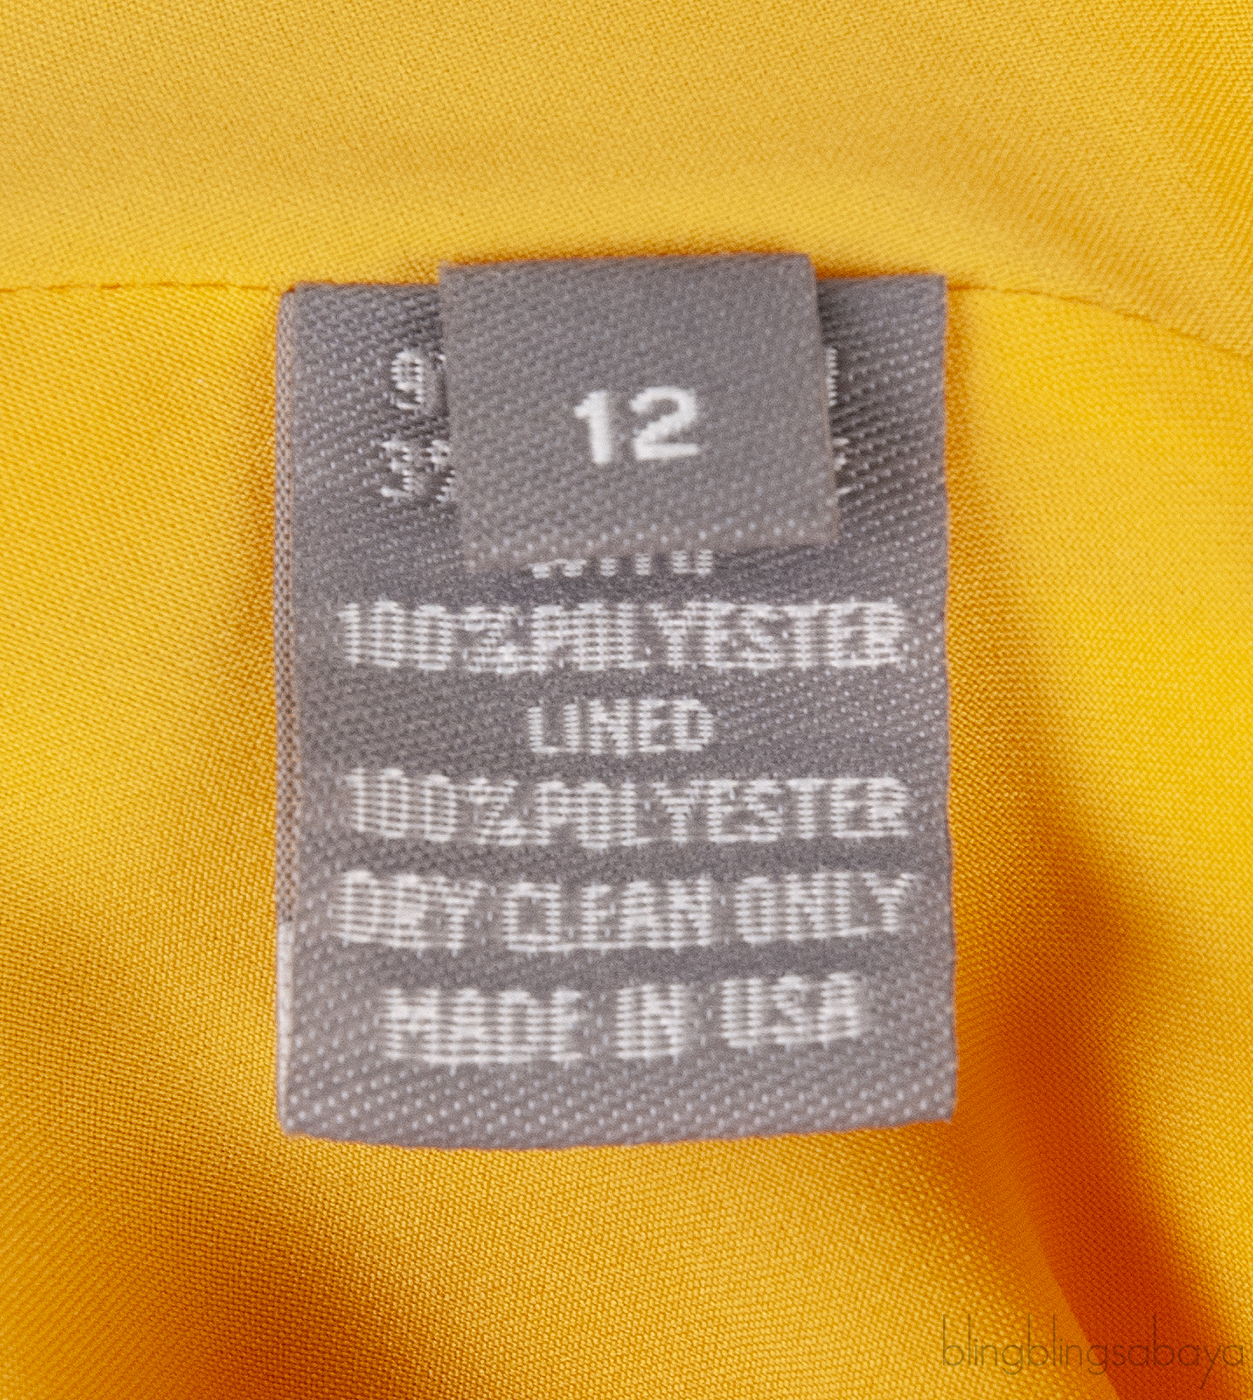 12
100% POLYESTER
LINED
100% POLYESTER
DRY CLEAN ONLY
MADE IN USA
blingblingsabaya